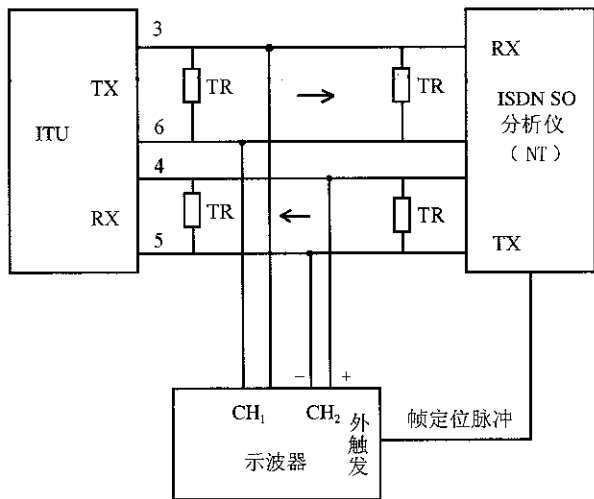 3
RX
TX
TR
TR
ISDN SO
分析仪
（NT）
ITU
6
4
RX
TR
TR
5
TX
－
+
CH₁
CH₂
外触发
帧定位脉冲
示波器